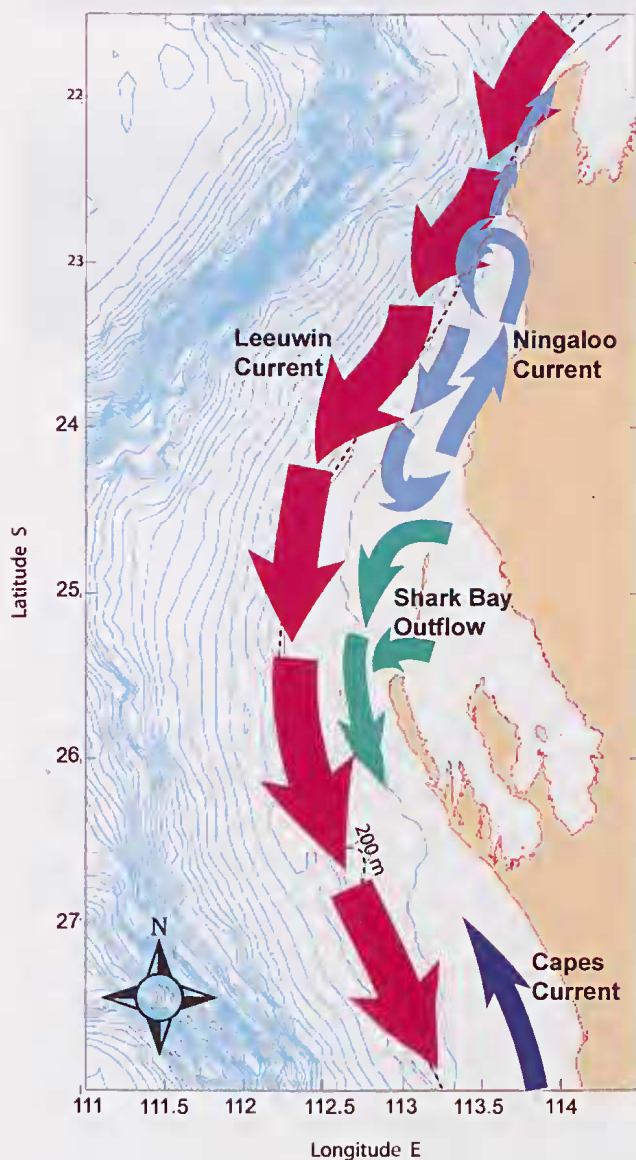 22
23
24
25
26
27
Latitude S
Leeuwin
Current
Ningaloo
Current
Shark Bay
Outflow
200 m
Capes
Current
N
111
111.5
112
112.5
113
113.5
114
Longitude E